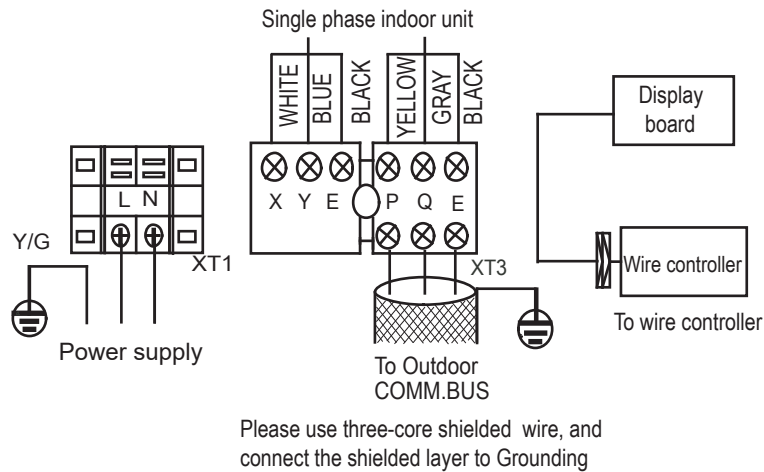 Single phase indoor unit
WHITE
BLUE
BLACK
YELLOW
GRAY
BLACK
Display
board
L N
X Y E
P Q E
Y/G
XT1
XT3
Wire controller
To wire controller
Power supply
To Outdoor
COMM.BUS
Please use three-core shielded wire, and
connect the shielded layer to Grounding